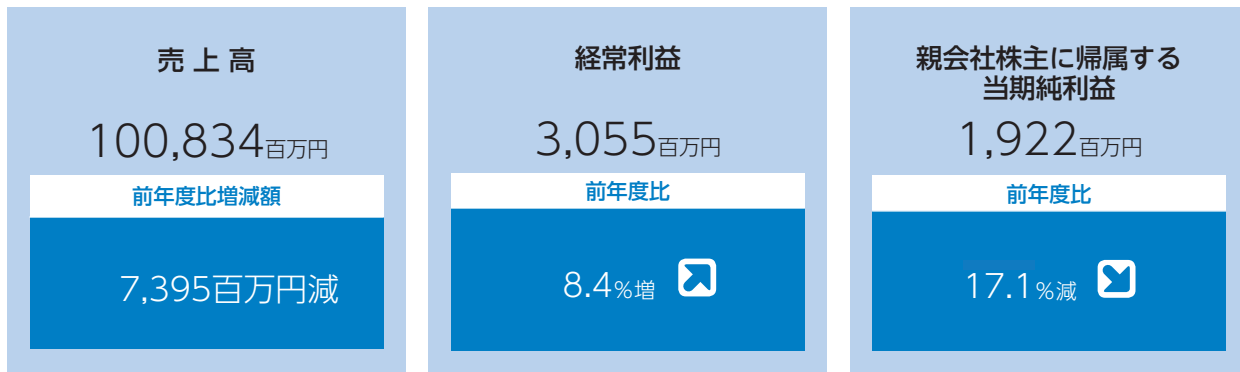 売上高
100,834百万円
前年度比増減額
7,395百万円減
経常利益
3,055百万円
前年度比
8.4%増
親会社株主に帰属する
当期純利益
1,922百万円
前年度比
17.1%減